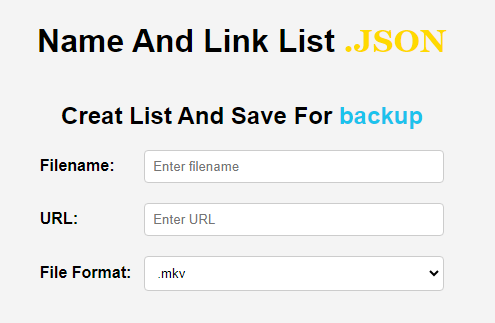 Name And Link List .JSON
Creat List And Save For backup
Filename: Enter filename
URL: Enter URL
File Format: .mkv